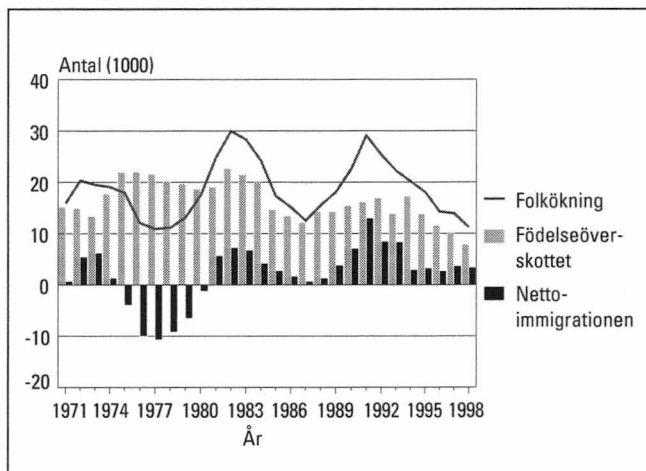 Antal (1000)
40
30
20
10
0
-10
-20
1971 1974 1977 1980 1983 1986 1989 1992 1995 1998
År
Folkökning
Födelseöver-
skottet
Netto-
immigrationen